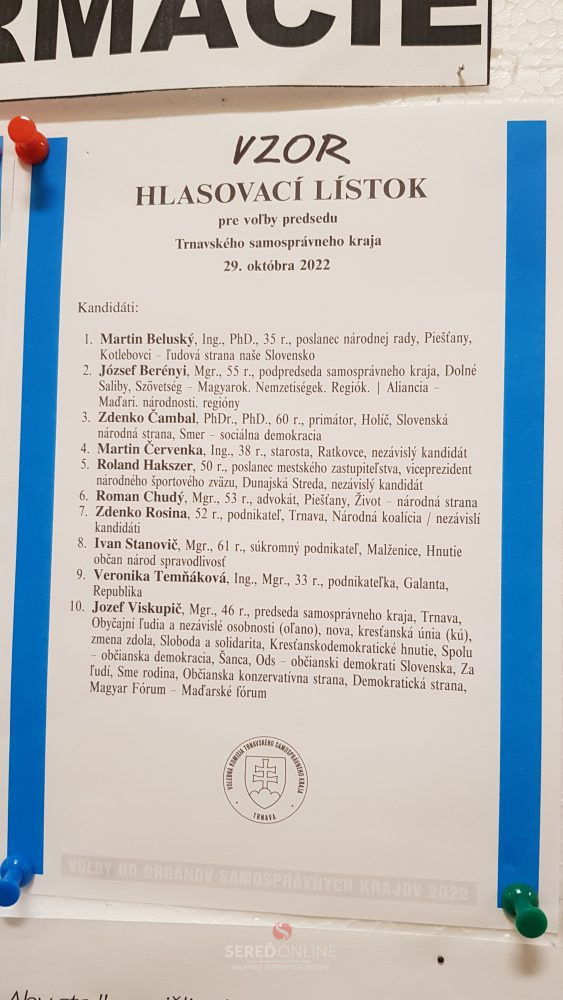 RMÁCIE
VZOR
HLASOVACÍ LÍSTOK
pre voľby predsedu
Trnavského samosprávneho kraja
29. októbra 2022
Kandidáti:
1. Martin Beluský, Ing., PhD., 35 r., poslanec národnej rady, Piešťany,
Kotlebovci – ľudová strana naše Slovensko
2. József Berényi, Mgr., 55 r., podpredseda samosprávneho kraja, Dolné
Saliby, Szövetség – Magyarok. Nemzetiségek. Regiók. | Aliancia –
Maďari. národnosti. regióny
3. Zdenko Čambal, PhDr., PhD., 60 r., primátor, Holíč, Slovenská
národná strana, Smer – sociálna demokracia
4. Martin Červenka, Ing., 38 r., starosta, Ratkovce, nezávislý kandidát
5. Roland Hakszer, 50 r., poslanec mestského zastupiteľstva, viceprezident
národného športového zväzu, Dunajská Streda, nezávislý kandidát
6. Roman Chudý, Mgr., 53 r., advokát, Piešťany, Život – národná strana
7. Zdenko Rosina, 52 r., podnikateľ, Trnava, Národná koalícia / nezávislí
kandidáti
8. Ivan Stanovič, Mgr., 61 r., súkromný podnikateľ, Malženice, Hnutie
občan národ spravodlivosť
9. Veronika Temňáková, Ing., Mgr., 33 r., podnikateľka, Galanta,
Republika
10. Jozef Viskupič, Mgr., 46 r., predseda samosprávneho kraja, Trnava,
Obyčajní ľudia a nezávislé osobnosti (oľano), nova, kresťanská únia (kú),
zmena zdola, Sloboda a solidarita, Kresťanskodemokratické hnutie, Spolu
– občianska demokracia, Šanca, Ods – občianski demokrati Slovenska, Za
ľudí, Sme rodina, Občianska konzervatívna strana, Demokratická strana,
Magyar Fórum – Maďarské fórum
VOLEBNÁ KOMISIA TRNAVSKÉHO SAMOSPRÁVNEHO KRAJA
TRNAVA
VOĽBY DO ORGÁNOV SAMOSPRÁVNYCH KRAJOV 2022
SEREĎONLINE